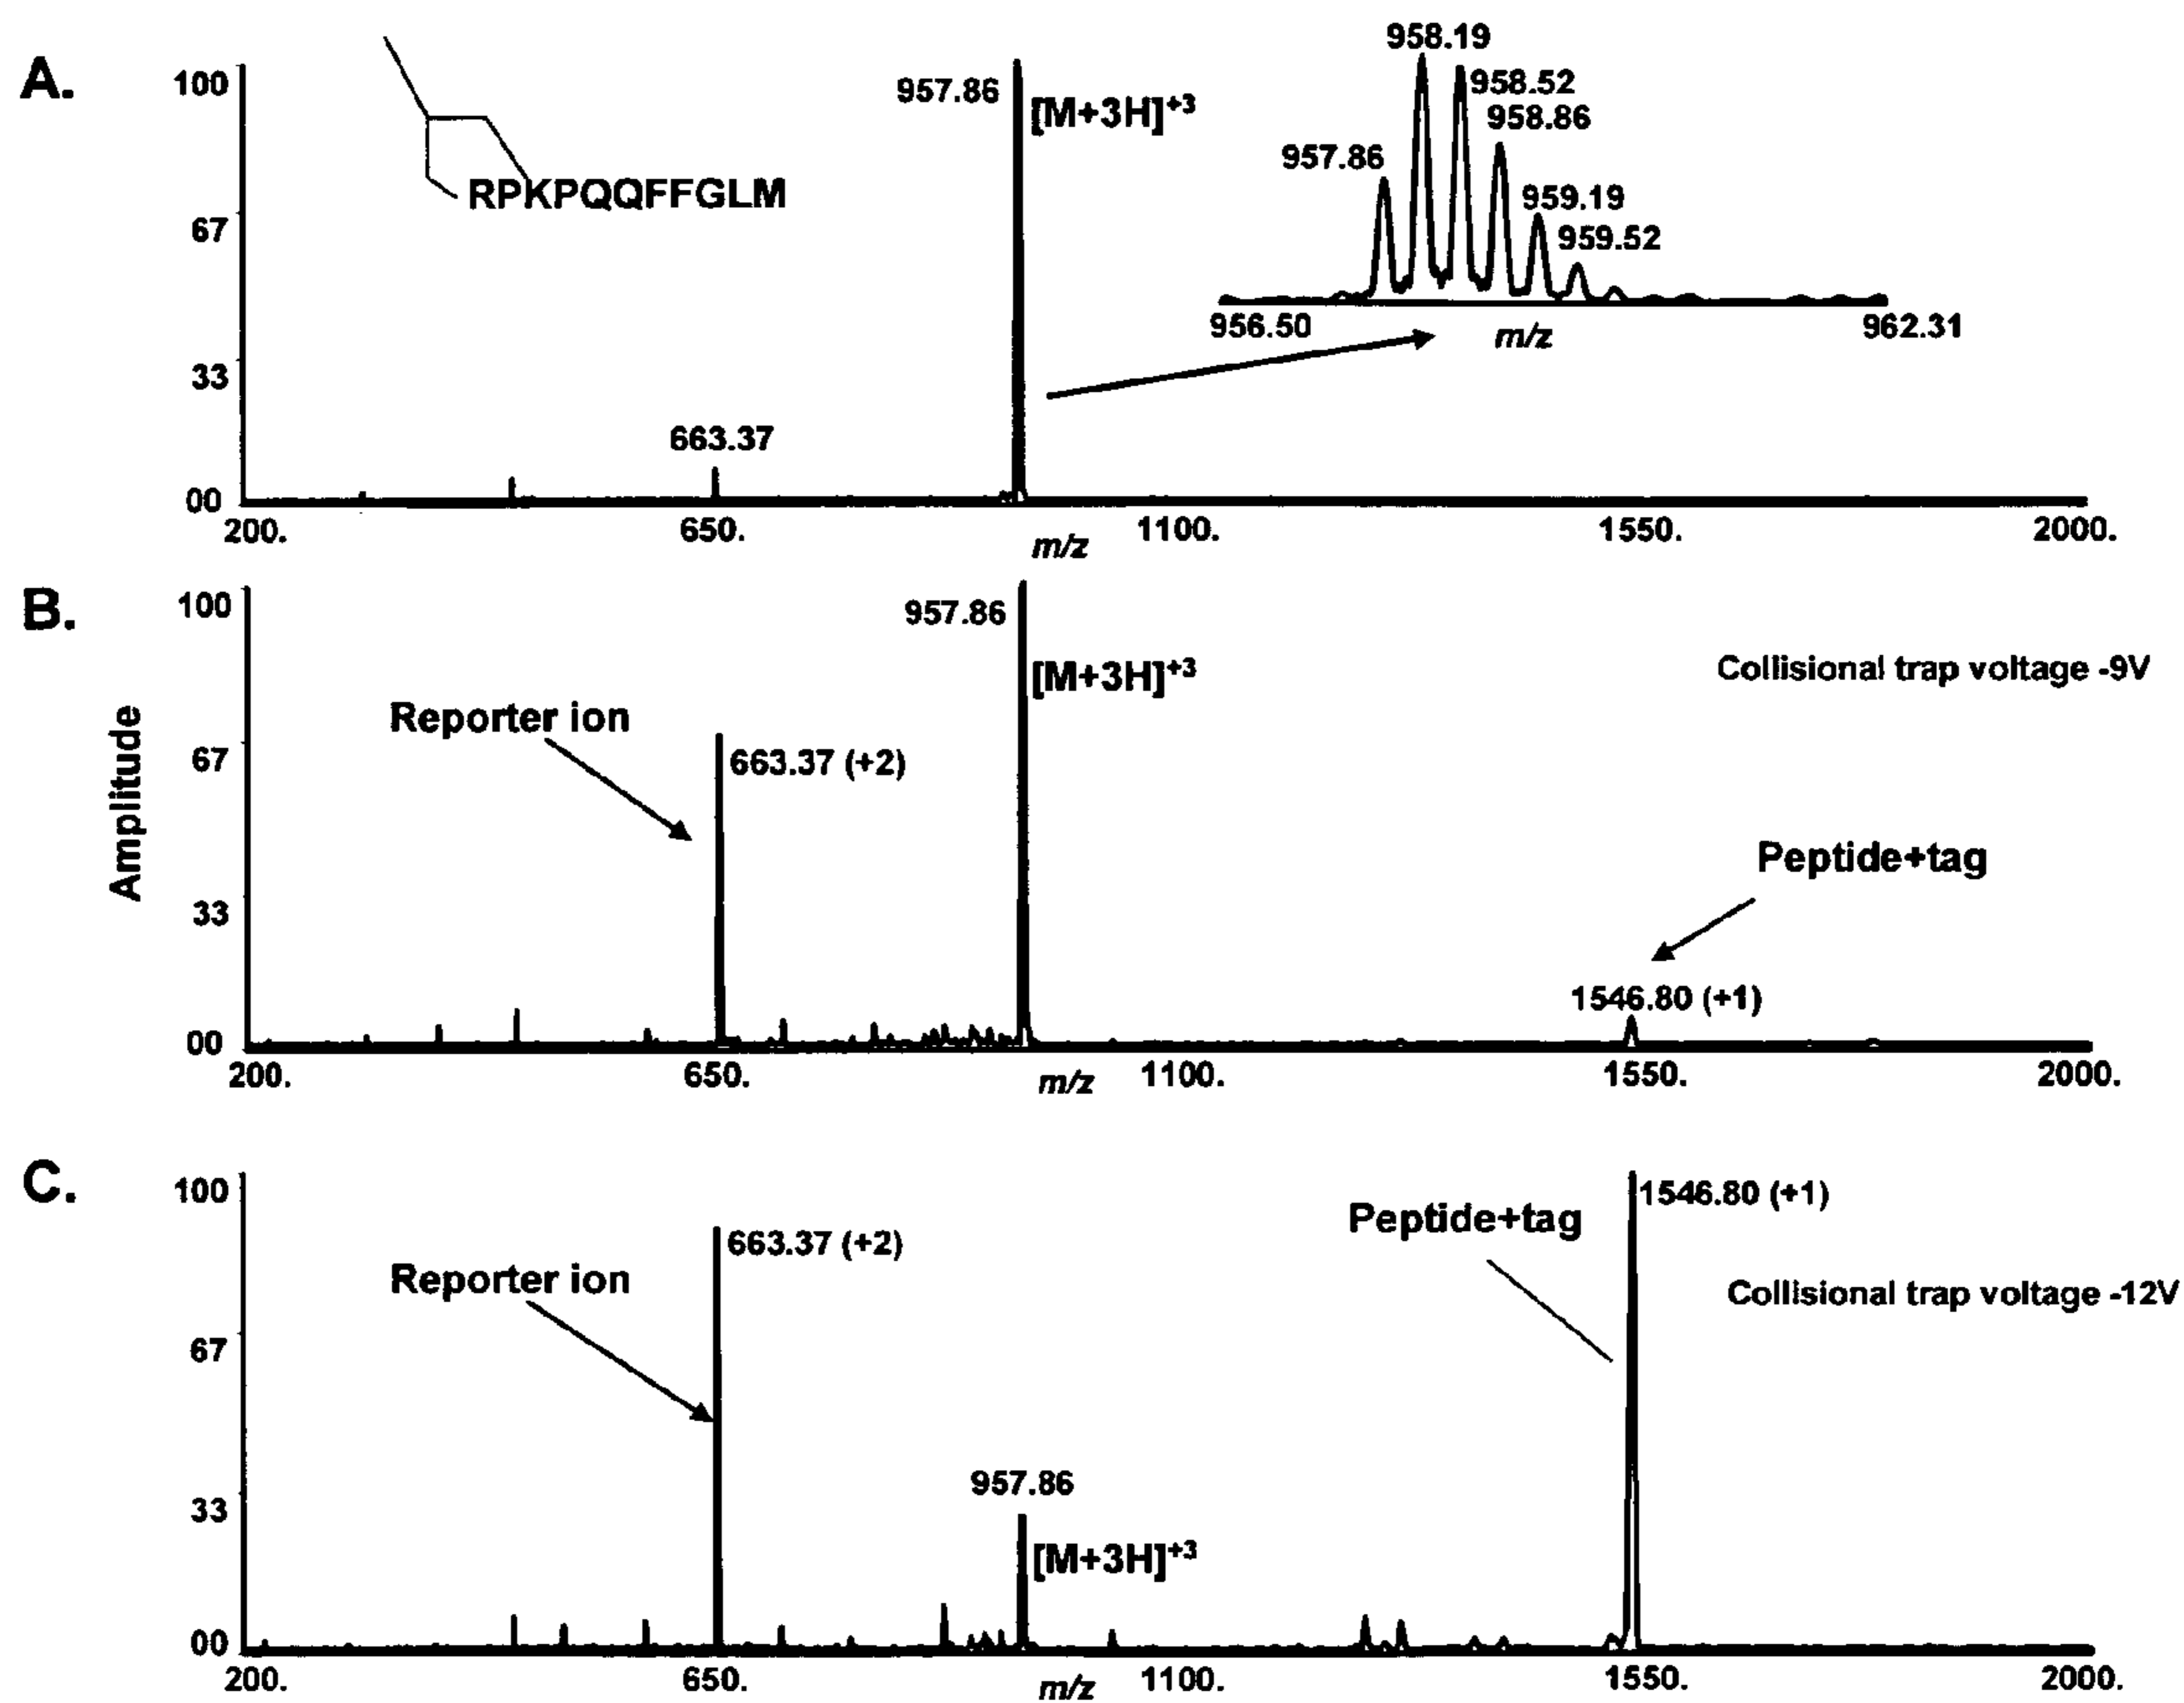 A.
100
67
33
00
RPKPQQFFGLM
957.86
[M+3H]+3
663.37
958.19
958.52
958.86
957.86
959.19
959.52
956.50
m/z
962.31
200.
650.
m/z
1100.
1550.
2000.
B.
Amplitude
100
67
33
00
957.86
[M+3H]+3
Collisional trap voltage -9V
Reporter ion
663.37 (+2)
Peptide+tag
1546.80 (+1)
200.
650.
m/z
1100.
1550.
2000.
C.
100
67
33
00
Peptide+tag
1546.80 (+1)
663.37 (+2)
Reporter ion
Collisional trap voltage -12V
957.86
[M+3H]+3
200.
650.
m/z
1100.
1550.
2000.